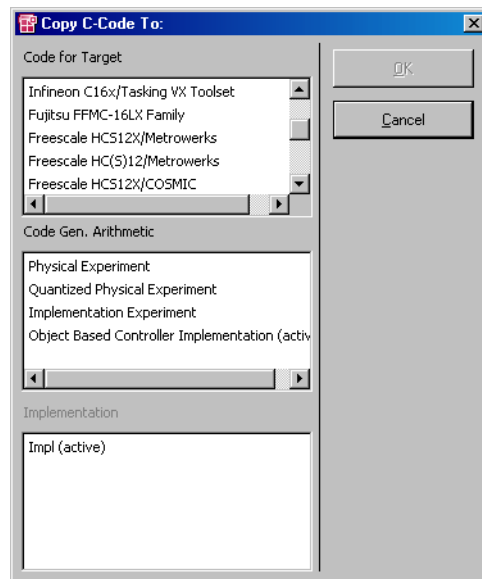 Copy C-Code To:
Code for Target
Infineon C16x/Tasking VX Toolset
Fujitsu FFMC-16LX Family
Freescale HCS12X/Metrowerks
Freescale HC(S)12/Metrowerks
Freescale HCS12X/COSMIC
OK
Cancel
Code Gen. Arithmetic
Physical Experiment
Quantized Physical Experiment
Implementation Experiment
Object Based Controller Implementation (activ
Implementation
Impl (active)